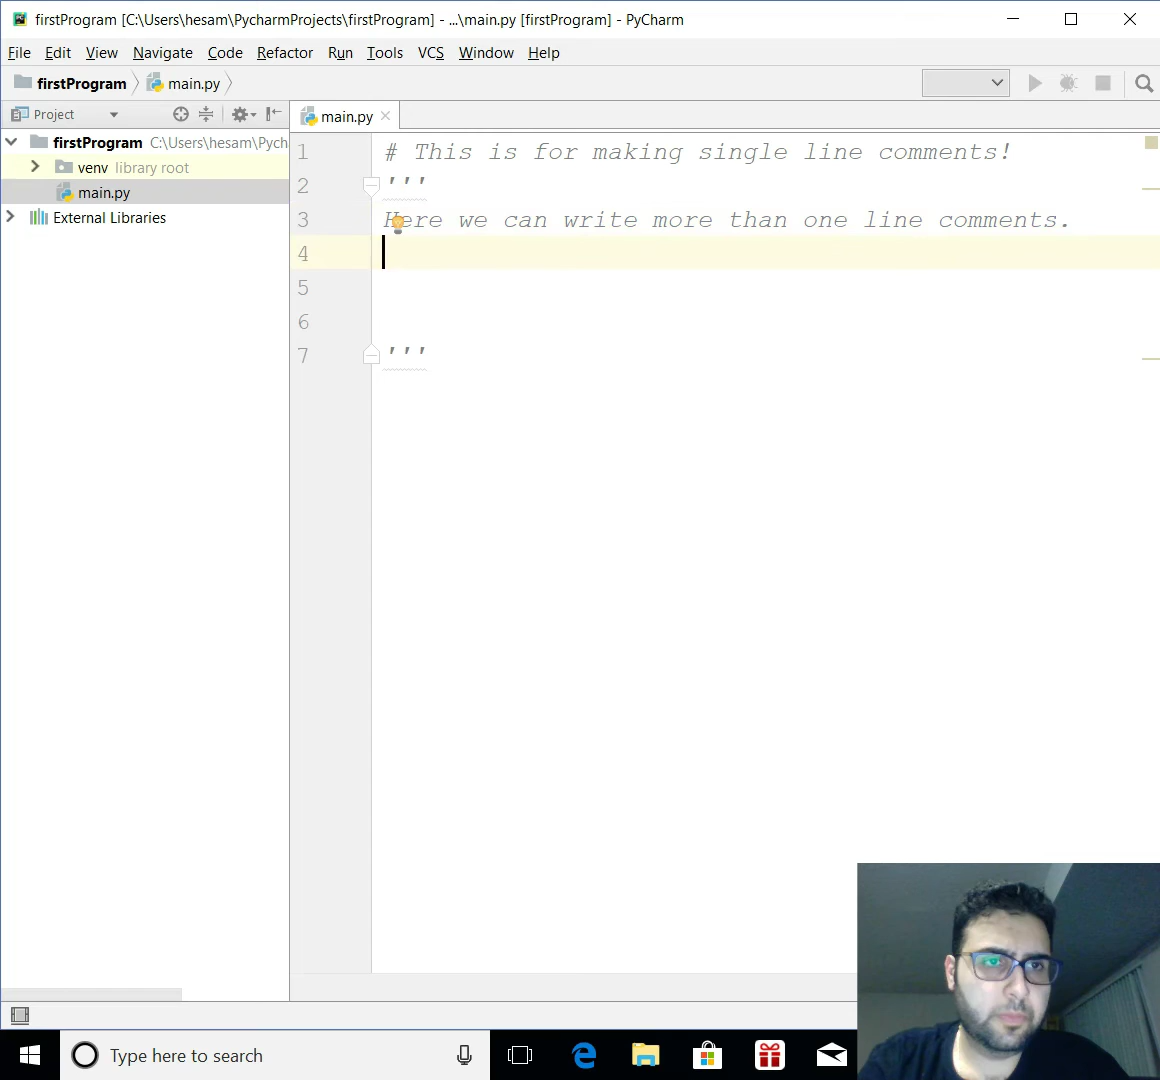 firstProgram [C:\Users\hesam\PycharmProjects\firstProgram] - ...\main.py [firstProgram] - PyCharm
File Edit View Navigate Code Refactor Run Tools VCS Window Help
firstProgram main.py
Project main.py
firstProgram C:\Users\hesam\Pych
venv library root
main.py
External Libraries
1 # This is for making single line comments!
2 '''
3 Here we can write more than one line comments.
4
5
6
7 '''
Type here to search